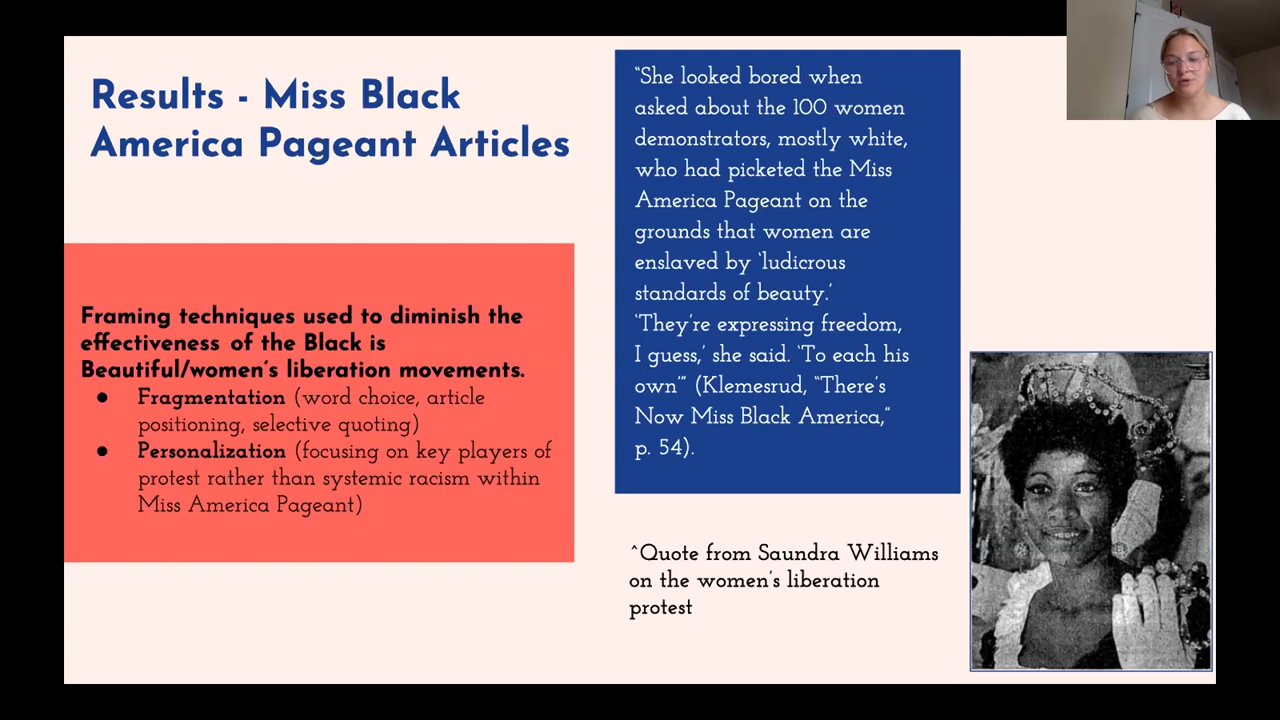 Results - Miss Black
America Pageant Articles
Framing techniques used to diminish the
effectiveness of the Black is
Beautiful/women's liberation movements.
● Fragmentation (word choice, article
positioning, selective quoting)
● Personalization (focusing on key players of
protest rather than systemic racism within
Miss America Pageant)
"She looked bored when
asked about the 100 women
demonstrators, mostly white,
who had picketed the Miss
America Pageant on the
grounds that women are
enslaved by 'ludicrous
standards of beauty.'
'They're expressing freedom,
I guess,' she said. 'To each his
own'" (Klemesrud, "There's
Now Miss Black America,"
p. 54).
^Quote from Saundra Williams
on the women's liberation
protest